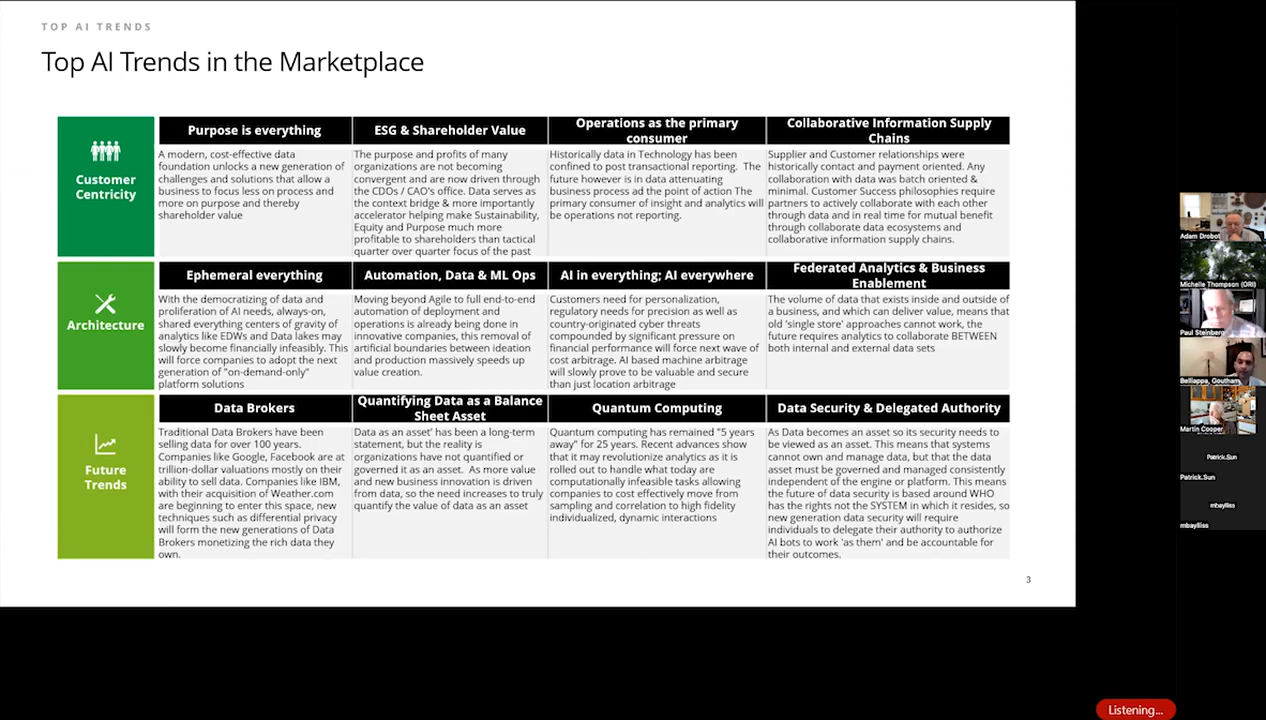 TOP AI TRENDS
Top AI Trends in the Marketplace
Customer
Centricity
Purpose is everything
A modern, cost-effective data
foundation unlocks a new generation of
challenges and solutions that allow a
business to focus less on process and
more on purpose and thereby
shareholder value
ESG & Shareholder Value
The purpose and profits of many
organizations are not becoming
convergent and are now driven through
the CDOs / CAO's office. Data serves as
the context bridge & more importantly
accelerator helping make Sustainability,
Equity and Purpose much more
profitable to shareholders than tactical
quarter over quarter focus of the past
Operations as the primary
consumer
Historically data in Technology has been
confined to post transactional reporting.  The
future however is in data attenuating
business process ad the point of action The
primary consumer of insight and analytics will
be operations not reporting.
Collaborative Information Supply
Chains
Supplier and Customer relationships were
historically contact and payment oriented. Any
collaboration with data was batch oriented &
minimal. Customer Success philosophies require
partners to actively collaborate with each other
through data and in real time for mutual benefit
through collaborate data ecosystems and
collaborative information supply chains.
Architecture
Ephemeral everything
With the democratizing of data and
proliferation of AI needs, always-on,
shared everything centers of gravity of
analytics like EDWs and Data lakes may
slowly become financially infeasibly. This
will force companies to adopt the next
generation of "on-demand-only"
platform solutions
Automation, Data & ML Ops
Moving beyond Agile to full end-to-end
automation of deployment and
operations is already being done in
innovative companies, this removal of
artificial boundaries between ideation
and production massively speeds up
value creation.
AI in everything; AI everywhere
Customers need for personalization,
regulatory needs for precision as well as
country-originated cyber threats
compounded by significant pressure on
financial performance will force next wave of
cost arbitrage. AI based machine arbitrage
will slowly prove to be valuable and secure
than just location arbitrage
Federated Analytics & Business
Enablement
The volume of data that exists inside and outside of
a business, and which can deliver value, means that
old 'single store' approaches cannot work, the
future requires analytics to collaborate BETWEEN
both internal and external data sets
Future
Trends
Data Brokers
Traditional Data Brokers have been
selling data for over 100 years.
Companies like Google, Facebook are at
trillion-dollar valuations mostly on their
ability to sell data. Companies like IBM,
with their acquisition of Weather.com
are beginning to enter this space, new
techniques such as differential privacy
will form the new generations of Data
Brokers monetizing the rich data they
own.
Quantifying Data as a Balance
Sheet Asset
Data as an asset' has been a long-term
statement, but the reality is
organizations have not quantified or
governed it as an asset.  As more value
and new business innovation is driven
from data, so the need increases to truly
quantify the value of data as an asset
Quantum Computing
Quantum computing has remained "5 years
away" for 25 years. Recent advances show
that it may revolutionize analytics as it is
rolled out to handle what today are
computationally infeasible tasks allowing
companies to cost effectively move from
sampling and correlation to high fidelity
individualized, dynamic interactions
Data Security & Delegated Authority
As Data becomes an asset so its security needs to
be viewed as an asset. This means that systems
cannot own and manage data, but that the data
asset must be governed and managed consistently
independent of the engine or platform. This means
the future of data security is based around WHO
has the rights not the SYSTEM in which it resides, so
new generation data security will require
individuals to delegate their authority to authorize
AI bots to work 'as them' and be accountable for
their outcomes.
3
Adam Drobot
Michelle Thompson (ORI)
Paul Steinberg
Belliappa, Goutham
Martin Cooper
Patrick.Sun
Patrick.Sun
mbaylliss
mbaylliss
Listening...